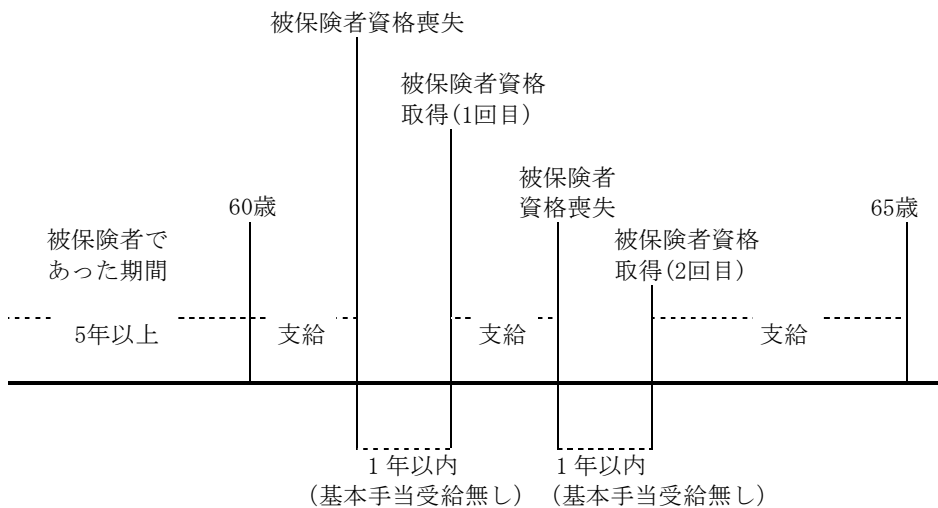 被保険者資格喪失
被保険者資格
取得(1回目)
被保険者
資格喪失
60歳
65歳
被保険者で
あった期間
被保険者資格
取得(2回目)
5年以上
支給
支給
支給
1年以内
(基本手当受給無し)
1年以内
(基本手当受給無し)